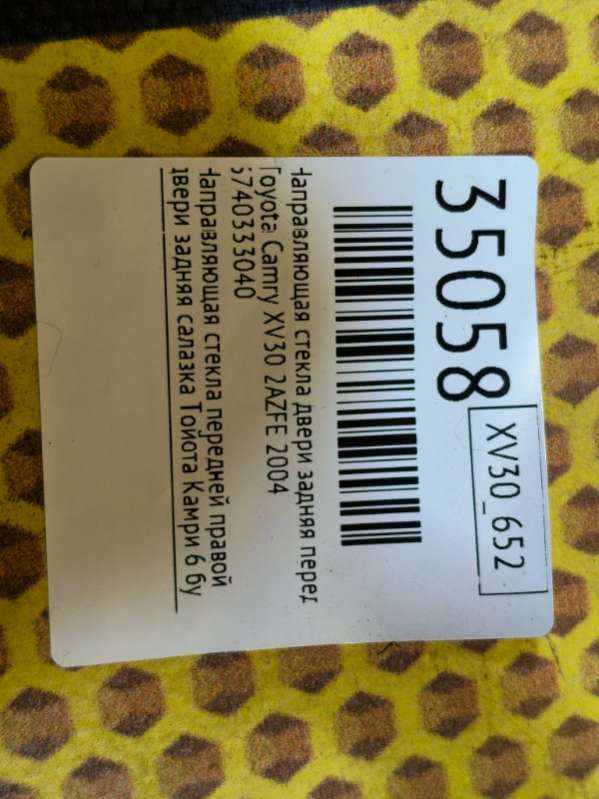 35058
XV30_652
Направляющая стекла двери задняя перед
Toyota Camry XV30 2AZFE 2004
5740333040
Направляющая стекла передней правой
двери задняя салазка Тойота Камри 6 бу